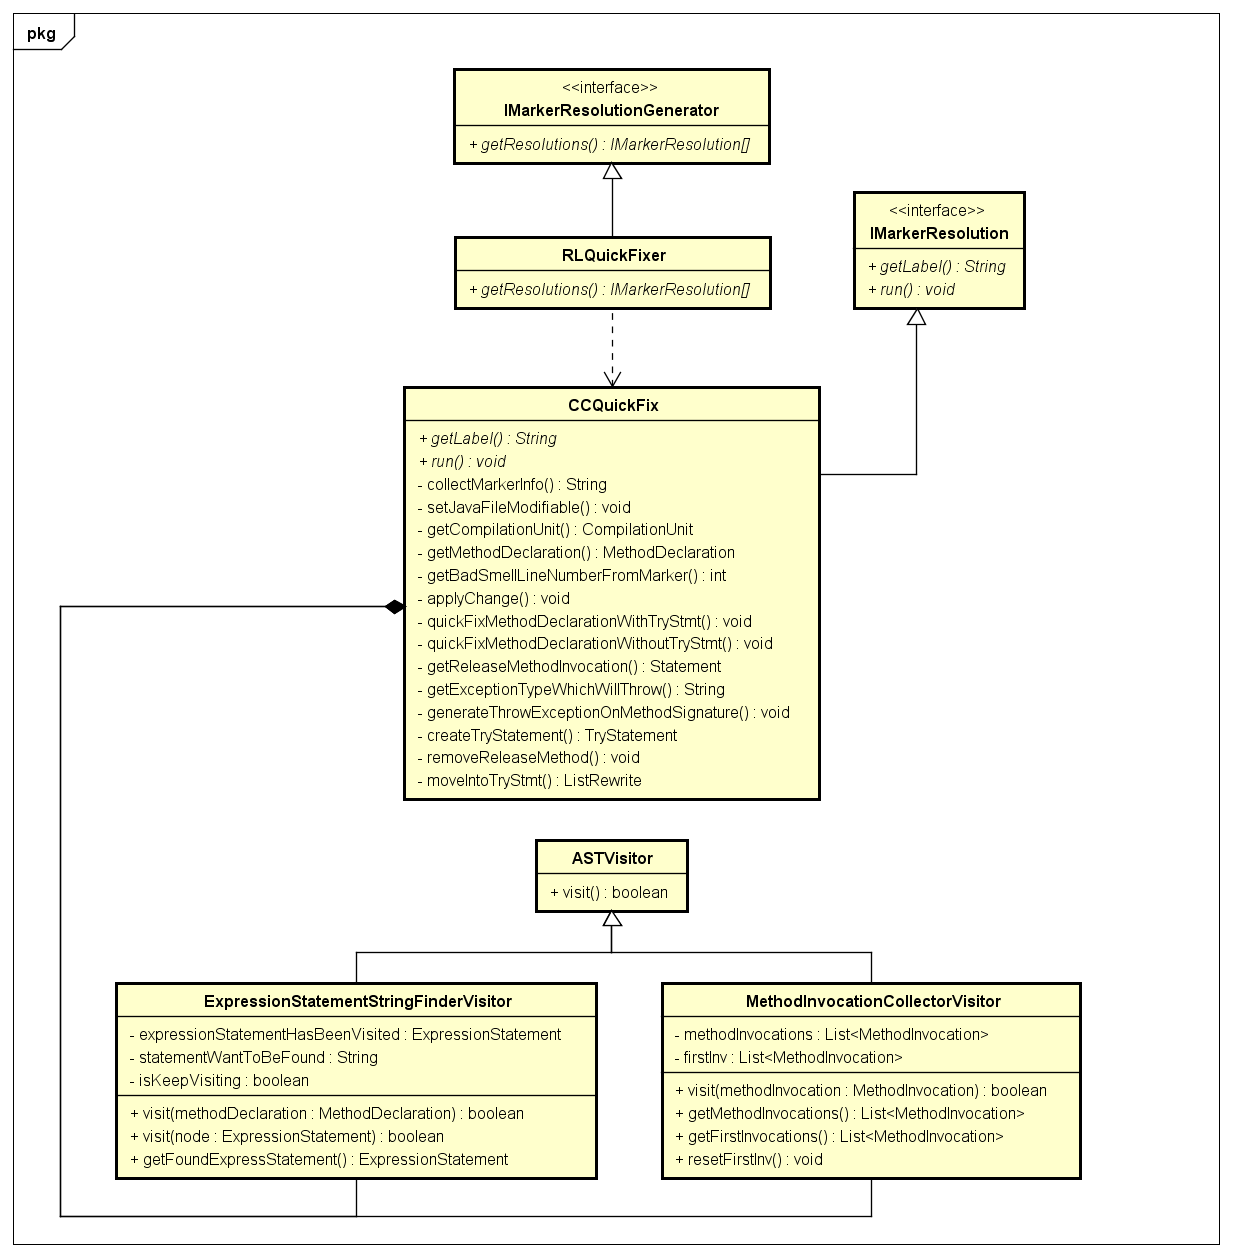 pkg
<<interface>>
IMarkerResolutionGenerator
+ getResolutions() : IMarkerResolution[]
<<interface>>
IMarkerResolution
+ getLabel() : String
+ run() : void
RLQuickFixer
+ getResolutions() : IMarkerResolution[]
CCQuickFix
+ getLabel() : String
+ run() : void
- collectMarkerInfo() : String
- setJavaFileModifiable() : void
- getCompilationUnit() : CompilationUnit
- getMethodDeclaration() : MethodDeclaration
- getBadSmellLineNumberFromMarker() : int
- applyChange() : void
- quickFixMethodDeclarationWithTryStmt() : void
- quickFixMethodDeclarationWithoutTryStmt() : void
- getReleaseMethodInvocation() : Statement
- getExceptionTypeWhichWillThrow() : String
- generateThrowExceptionOnMethodSignature() : void
- createTryStatement() : TryStatement
- removeReleaseMethod() : void
- moveIntoTryStmt() : ListRewrite
ASTVisitor
+ visit() : boolean
ExpressionStatementStringFinderVisitor
- expressionStatementHasBeenVisited : ExpressionStatement
- statementWantToBeFound : String
- isKeepVisiting : boolean
+ visit(methodDeclaration : MethodDeclaration) : boolean
+ visit(node : ExpressionStatement) : boolean
+ getFoundExpressStatement() : ExpressionStatement
MethodInvocationCollectorVisitor
- methodInvocations : List<MethodInvocation>
- firstInv : List<MethodInvocation>
+ visit(methodInvocation : MethodInvocation) : boolean
+ getMethodInvocations() : List<MethodInvocation>
+ getFirstInvocations() : List<MethodInvocation>
+ resetFirstInv() : void